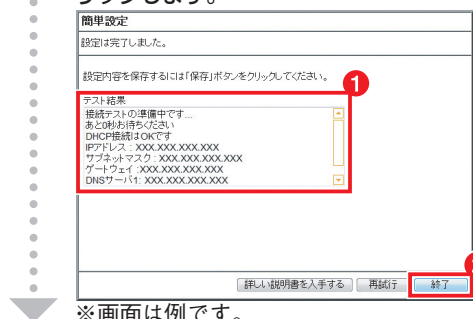 リックします。
簡単設定
設定は完了しました。
設定内容を保存するには「保存」ボタンをクリックしてください。
1
テスト結果
接続テストの準備中です...
あと0秒お待ちください
DHCP接続はOKです
IPアドレス : XXX.XXX.XXX.XXX
サブネットマスク : XXX.XXX.XXX.XXX
ゲートウェイ :XXX.XXX.XXX.XXX
DNSサーバ1: XXX.XXX.XXX.XXX
詳しい説明書を入手する 再試行 終了
※画面は例です。